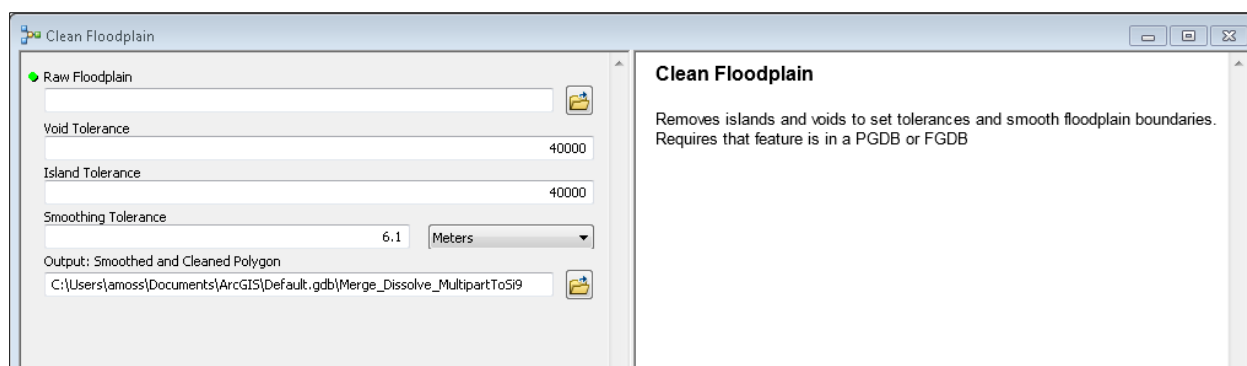 Clean Floodplain
Raw Floodplain
Void Tolerance
40000
Island Tolerance
40000
Smoothing Tolerance
6.1 Meters
Output: Smoothed and Cleaned Polygon
C:\Users\amoss\Documents\ArcGIS\Default.gdb\Merge_Dissolve_MultipartToSi9
Clean Floodplain
Removes islands and voids to set tolerances and smooth floodplain boundaries.
Requires that feature is in a PGDB or FGDB